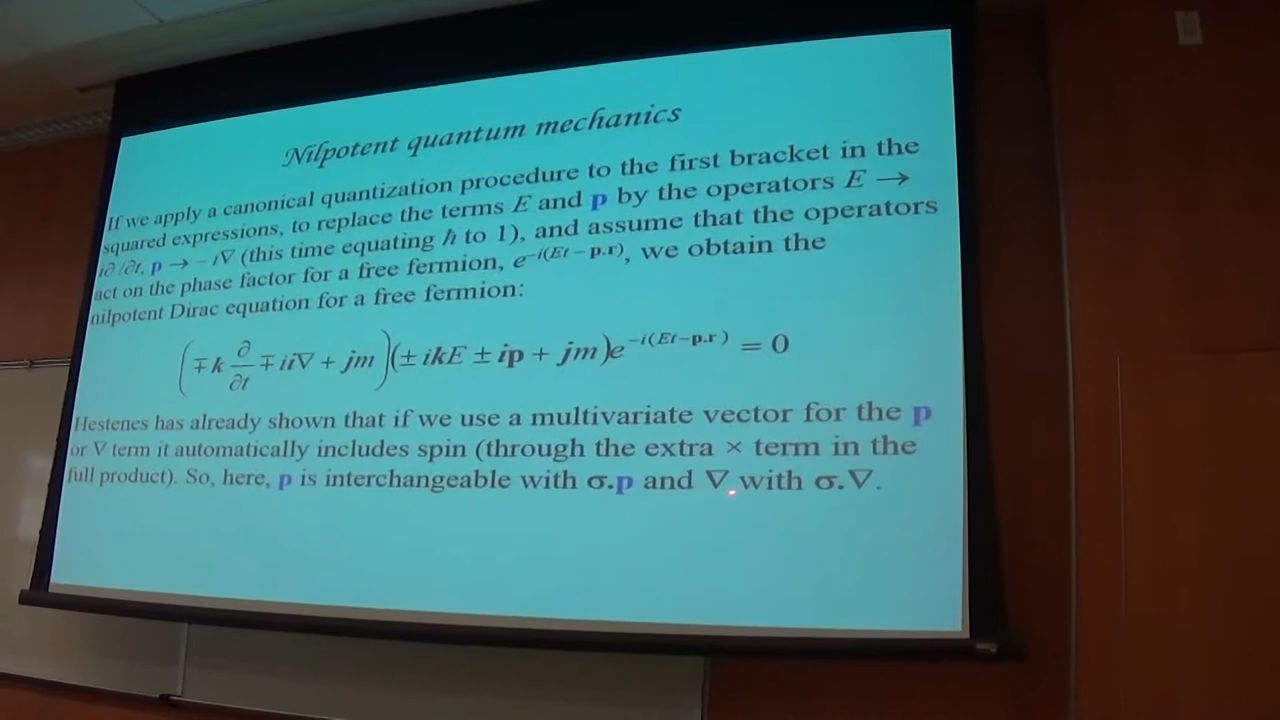 Nilpotent quantum mechanics
If we apply a canonical quantization procedure to the first bracket in the
squared expressions, to replace the terms E and p by the operators E →
i∂/∂t, p → – i∇ (this time equating ℏ to 1), and assume that the operators
act on the phase factor for a free fermion, e^–i(Et – p.r), we obtain the
nilpotent Dirac equation for a free fermion:
(∓k ∂/∂t ∓ ii∇ + jm)(± ikE ± ip + jm)e^–i(Et–p.r) = 0
Hestenes has already shown that if we use a multivariate vector for the p
or ∇ term it automatically includes spin (through the extra × term in the
full product). So, here, p is interchangeable with σ.p and ∇ with σ.∇.